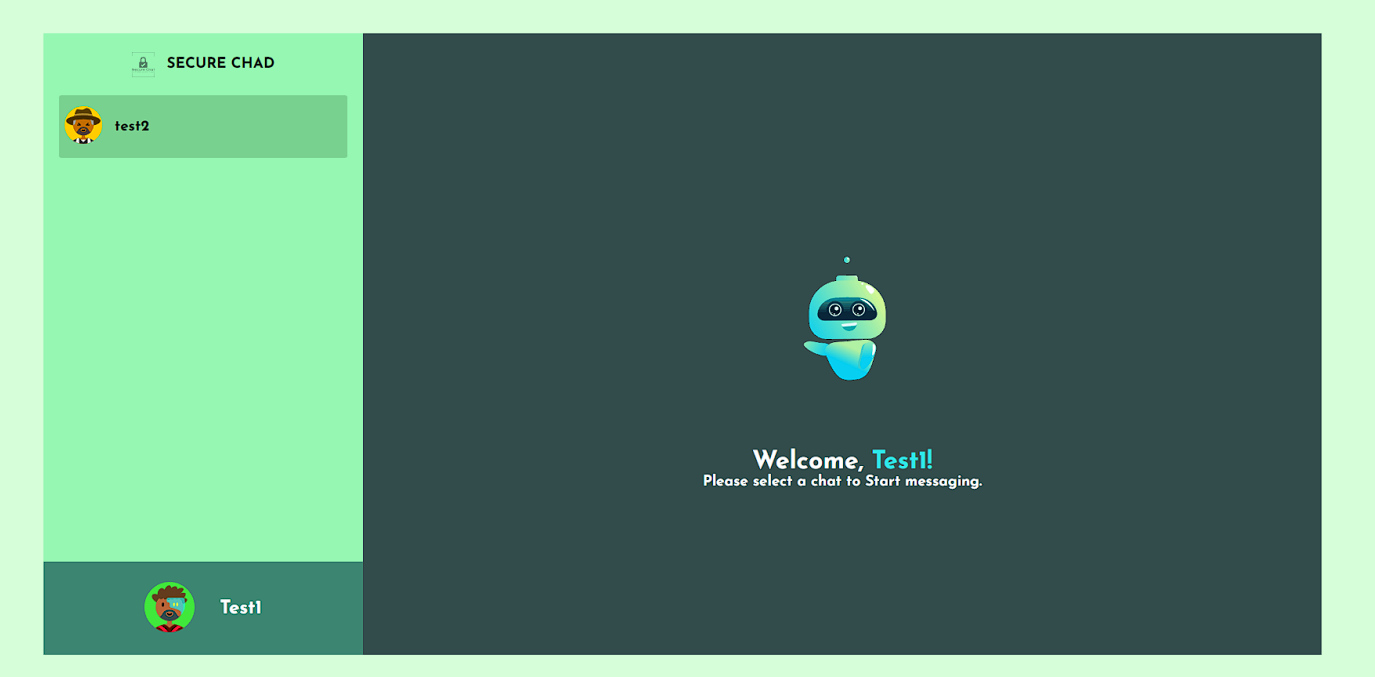 SECURE CHAD
test2
Welcome, Test1!
Please select a chat to Start messaging.
Test1